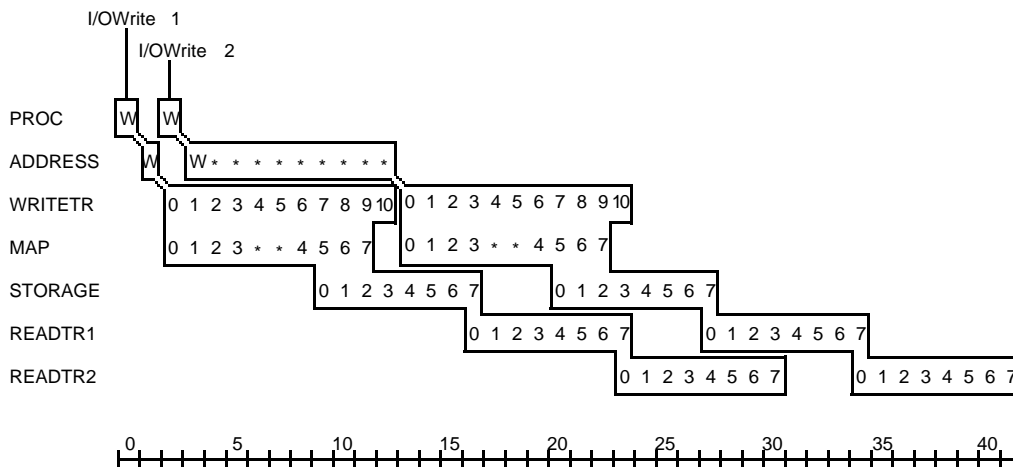 I/OWrite 1
I/OWrite 2
PROC W W
ADDRESS W W * * * * * * * * *
WRITETR 0 1 2 3 4 5 6 7 8 9 10 0 1 2 3 4 5 6 7 8 9 10
MAP 0 1 2 3 * * 4 5 6 7 0 1 2 3 * * 4 5 6 7
STORAGE 0 1 2 3 4 5 6 7 0 1 2 3 4 5 6 7
READTR1 0 1 2 3 4 5 6 7 0 1 2 3 4 5 6 7
READTR2 0 1 2 3 4 5 6 7 0 1 2 3 4 5 6 7
0 5 10 15 20 25 30 35 40